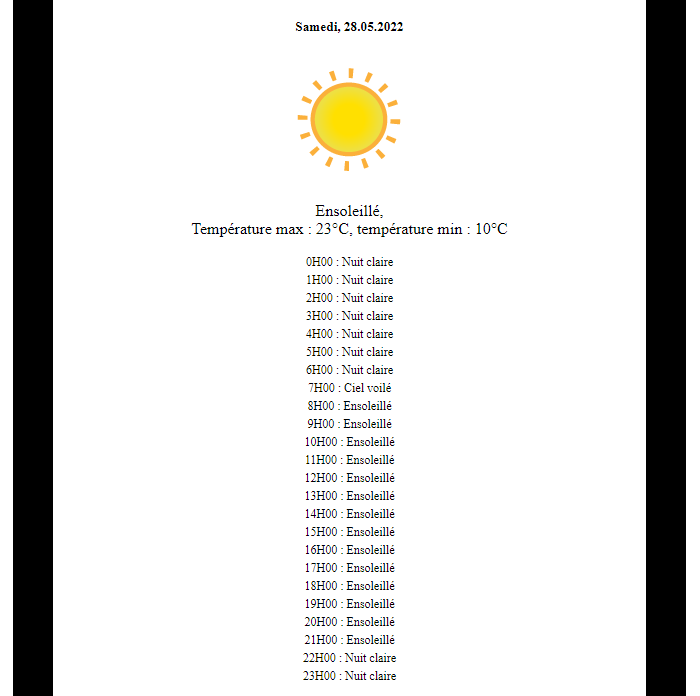 Samedi, 28.05.2022
Ensoleillé,
Température max : 23°C, température min : 10°C
0H00 : Nuit claire
1H00 : Nuit claire
2H00 : Nuit claire
3H00 : Nuit claire
4H00 : Nuit claire
5H00 : Nuit claire
6H00 : Nuit claire
7H00 : Ciel voilé
8H00 : Ensoleillé
9H00 : Ensoleillé
10H00 : Ensoleillé
11H00 : Ensoleillé
12H00 : Ensoleillé
13H00 : Ensoleillé
14H00 : Ensoleillé
15H00 : Ensoleillé
16H00 : Ensoleillé
17H00 : Ensoleillé
18H00 : Ensoleillé
19H00 : Ensoleillé
20H00 : Ensoleillé
21H00 : Ensoleillé
22H00 : Nuit claire
23H00 : Nuit claire